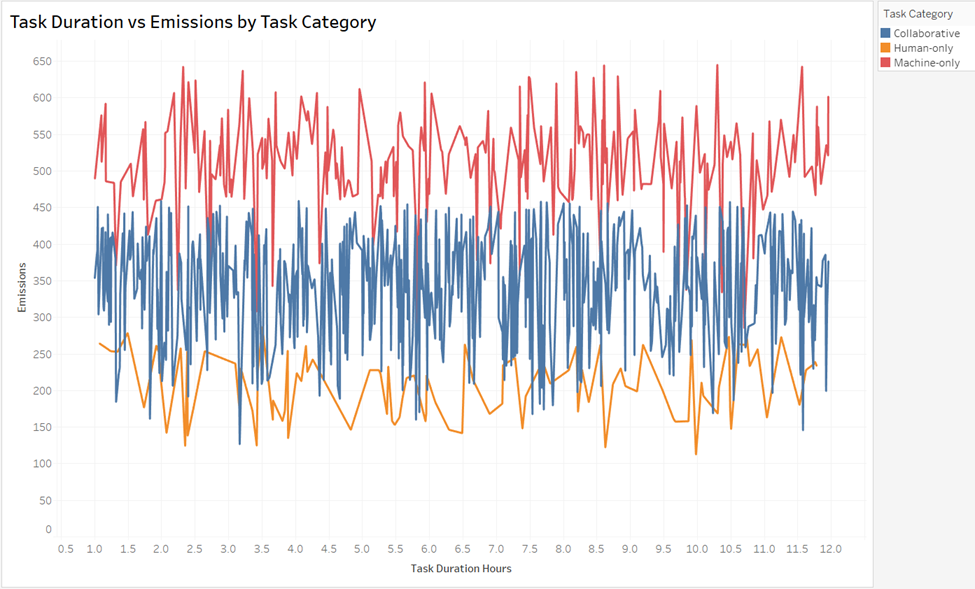 Task Duration vs Emissions by Task Category
Task Category
Collaborative
Human-only
Machine-only
650
600
550
500
450
400
350
300
250
200
150
100
50
0
Emissions
0.5 1.0 1.5 2.0 2.5 3.0 3.5 4.0 4.5 5.0 5.5 6.0 6.5 7.0 7.5 8.0 8.5 9.0 9.5 10.0 10.5 11.0 11.5 12.0
Task Duration Hours